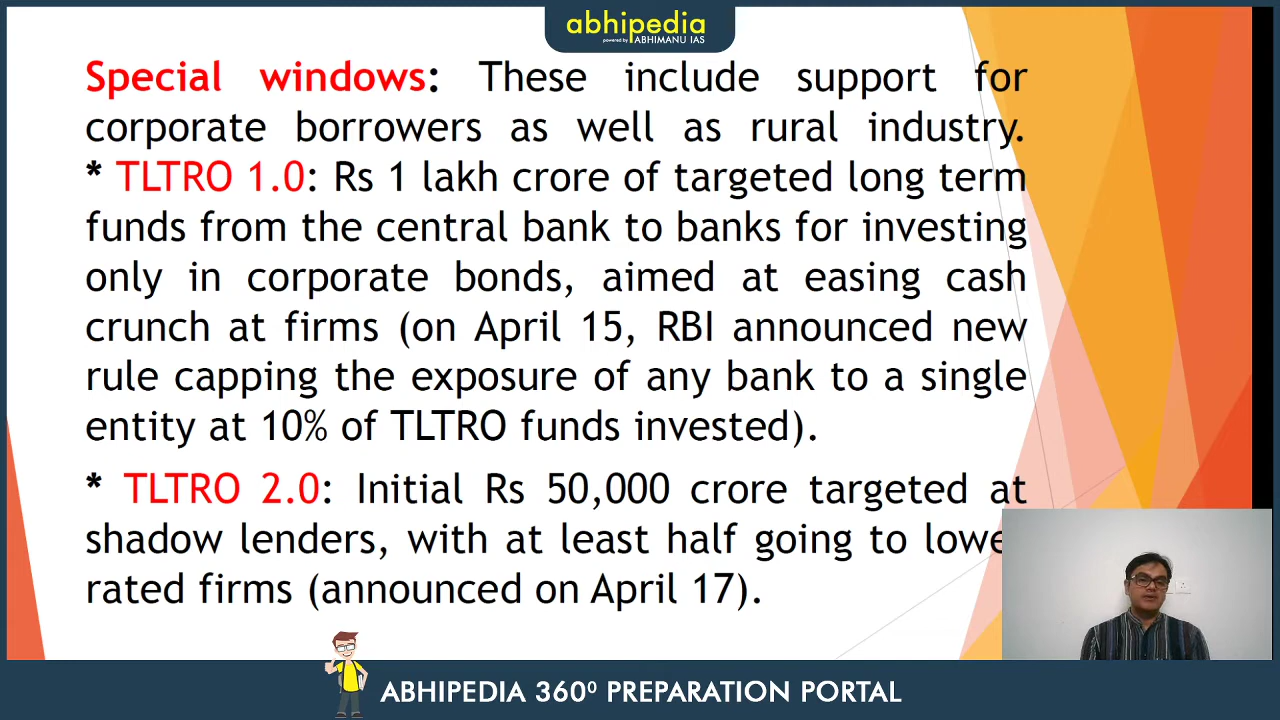 abhipedia
powered by ABHIMANU IAS
Special windows: These include support for
corporate borrowers as well as rural industry.
* TLTRO 1.0: Rs 1 lakh crore of targeted long term
funds from the central bank to banks for investing
only in corporate bonds, aimed at easing cash
crunch at firms (on April 15, RBI announced new
rule capping the exposure of any bank to a single
entity at 10% of TLTRO funds invested).
* TLTRO 2.0: Initial Rs 50,000 crore targeted at
shadow lenders, with at least half going to lowe
rated firms (announced on April 17).
ABHIPEDIA 360⁰ PREPARATION PORTAL